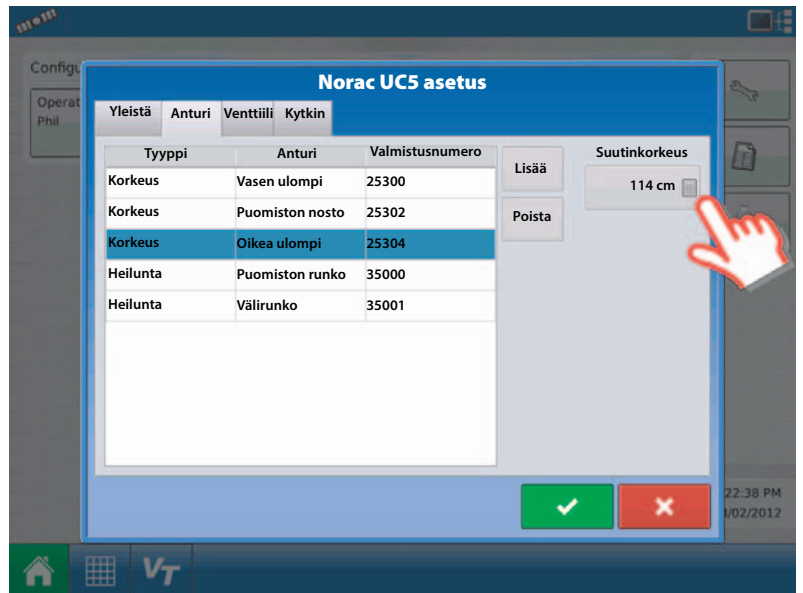 Configu
Operat
Phil
Norac UC5 asetus
Yleistä Anturi Venttiili Kytkin
Tyyppi Anturi Valmistusnumero
Korkeus Vasen ulompi 25300
Korkeus Puomiston nosto 25302
Korkeus Oikea ulompi 25304
Heilunta Puomiston runko 35000
Heilunta Välirunko 35001
Lisää
Poista
Suutinkorkeus
114 cm
22:38 PM
/02/2012
VT